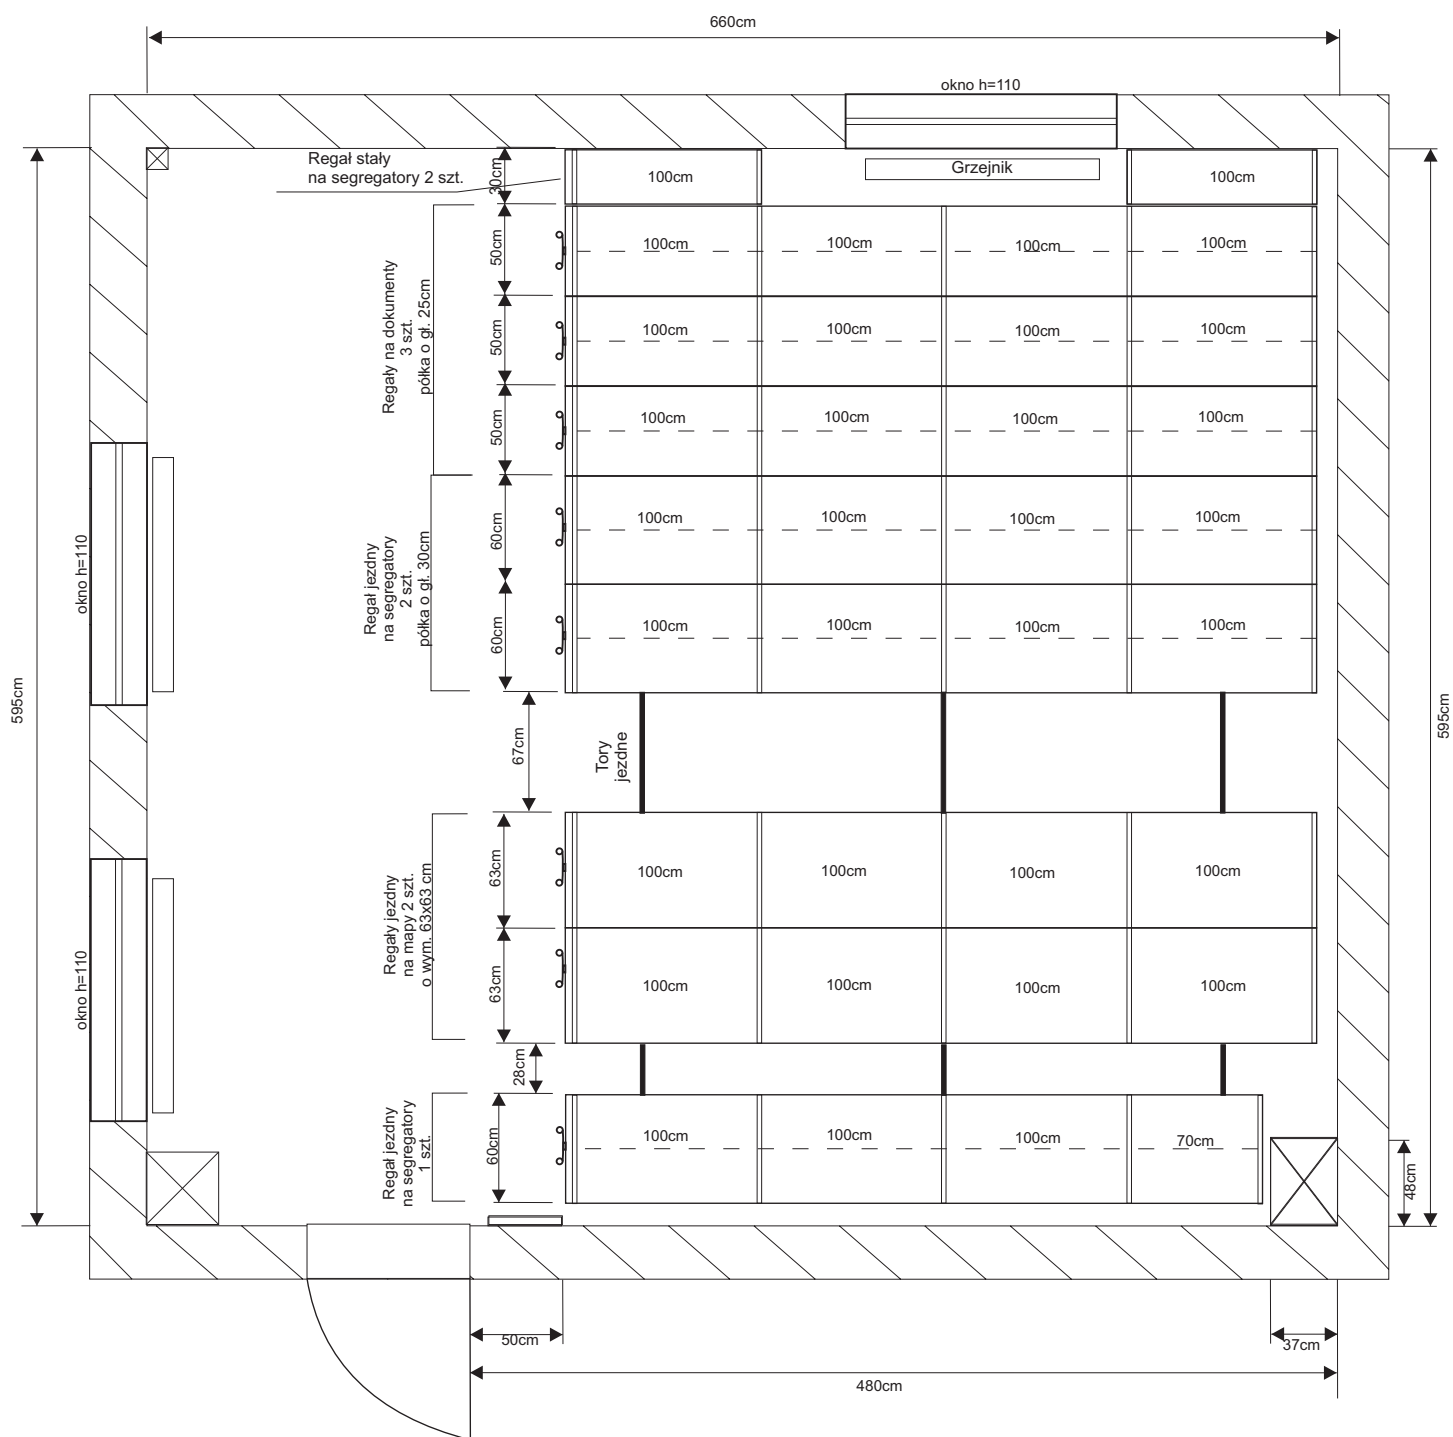 660cm
okno h=110
Regał stały
na segregatory 2 szt.
30cm
100cm
Grzejnik
100cm
Regały na dokumenty
3 szt.
półka o gł. 25cm
50cm
100cm
100cm
100cm
100cm
50cm
100cm
100cm
100cm
100cm
50cm
100cm
100cm
100cm
100cm
okno h=110
Regał jezdny
na segregatory
2 szt.
półka o gł. 30cm
60cm
100cm
100cm
100cm
100cm
60cm
100cm
100cm
100cm
100cm
595cm
595cm
67cm
Tory
jezdne
Regały jezdny
na mapy 2 szt.
o wym. 63x63 cm
63cm
100cm
100cm
100cm
100cm
okno h=110
63cm
100cm
100cm
100cm
100cm
28cm
Regał jezdny
na segregatory
1 szt.
60cm
100cm
100cm
100cm
70cm
48cm
50cm
37cm
480cm